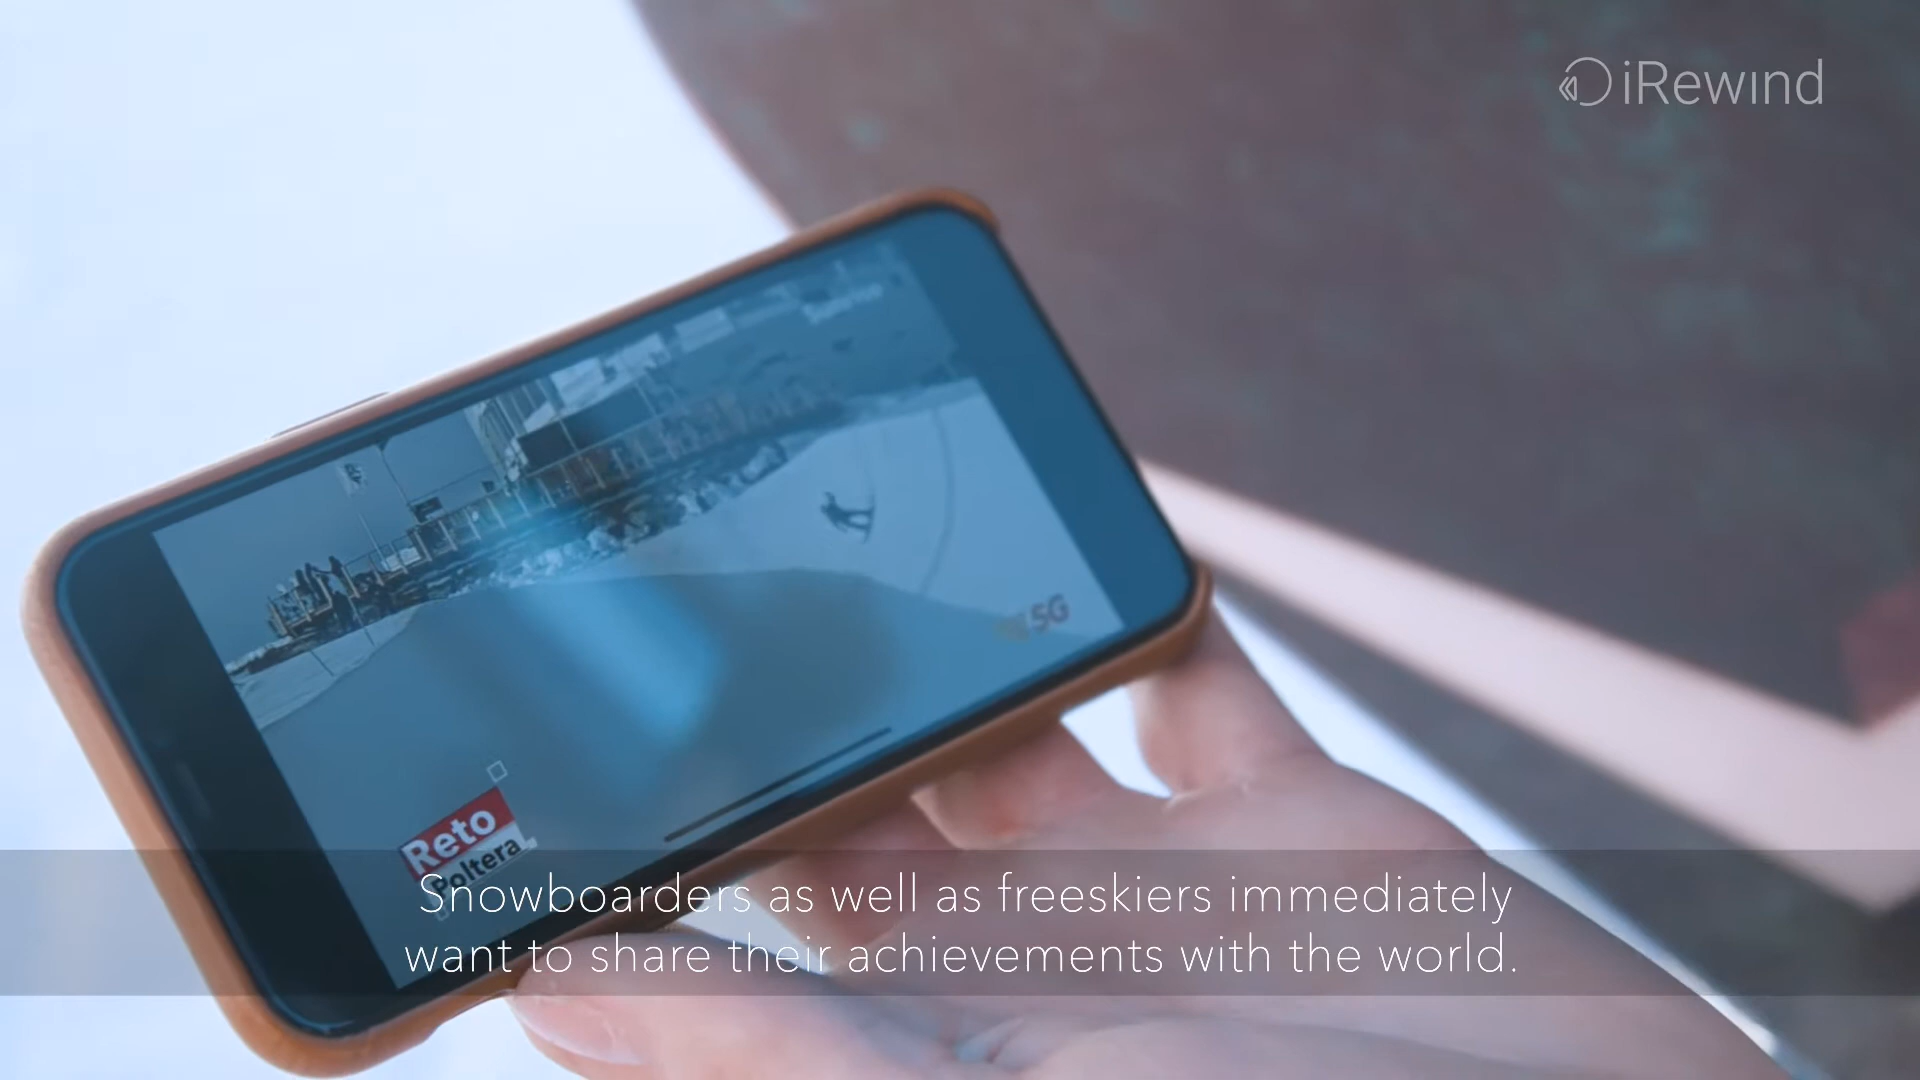 iRewind
5G
Reto
Poltera
Snowboarders as well as freeskiers immediately
want to share their achievements with the world.